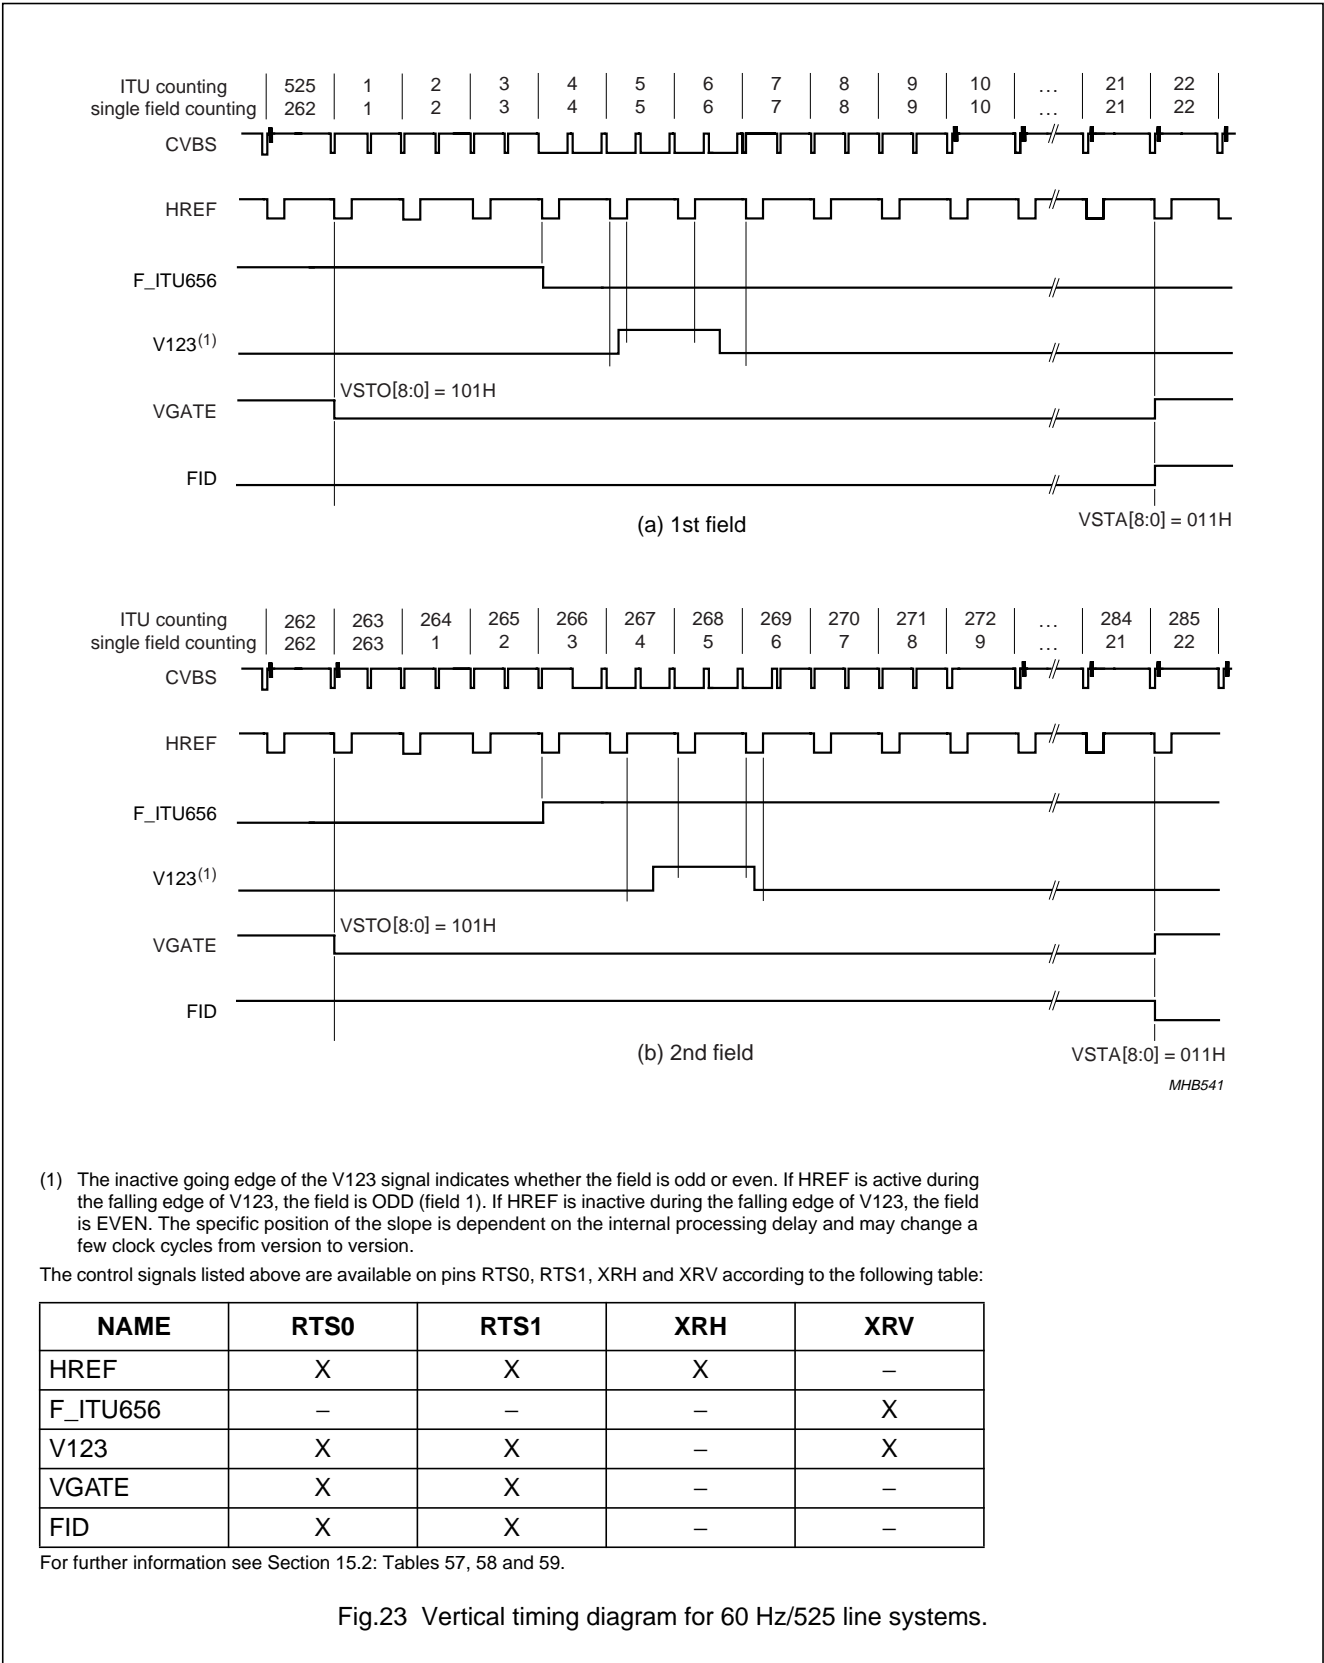 ITU counting 525 1 2 3 4 5 6 7 8 9 10 ... 21 22
single field counting 262 1 2 3 4 5 6 7 8 9 10 ... 21 22
CVBS
HREF
F_ITU656
V123(1)
VSTO[8:0] = 101H
VGATE
FID
(a) 1st field
VSTA[8:0] = 011H
ITU counting 262 263 264 265 266 267 268 269 270 271 272 ... 284 285
single field counting 262 263 1 2 3 4 5 6 7 8 9 ... 21 22
CVBS
HREF
F_ITU656
V123(1)
VSTO[8:0] = 101H
VGATE
FID
(b) 2nd field
VSTA[8:0] = 011H
MHB541
(1) The inactive going edge of the V123 signal indicates whether the field is odd or even. If HREF is active during
the falling edge of V123, the field is ODD (field 1). If HREF is inactive during the falling edge of V123, the field
is EVEN. The specific position of the slope is dependent on the internal processing delay and may change a
few clock cycles from version to version.
The control signals listed above are available on pins RTS0, RTS1, XRH and XRV according to the following table:
NAME RTS0 RTS1 XRH XRV
HREF X X X –
F_ITU656 – – – X
V123 X X – X
VGATE X X – –
FID X X – –
For further information see Section 15.2: Tables 57, 58 and 59.
Fig.23 Vertical timing diagram for 60 Hz/525 line systems.